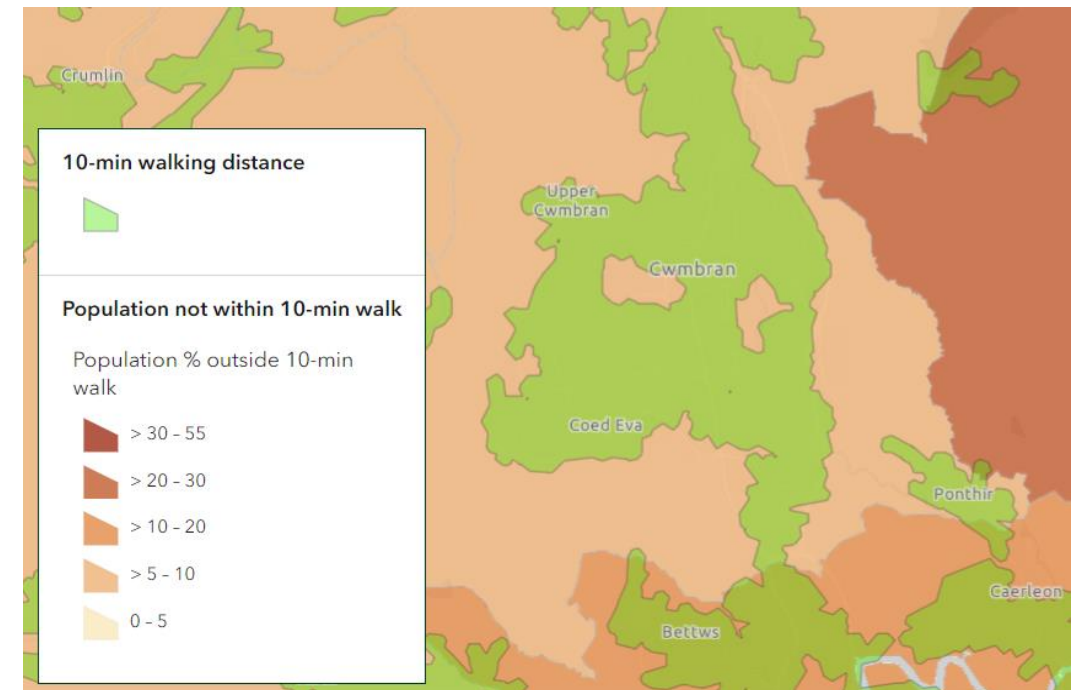 Crumlin
10-min walking distance
Population not within 10-min walk
Population % outside 10-min
walk
> 30 – 55
> 20 – 30
> 10 – 20
> 5 – 10
0 – 5
Upper
Cwmbran
Cwmbran
Coed Eva
Ponthir
Caerleon
Bettws